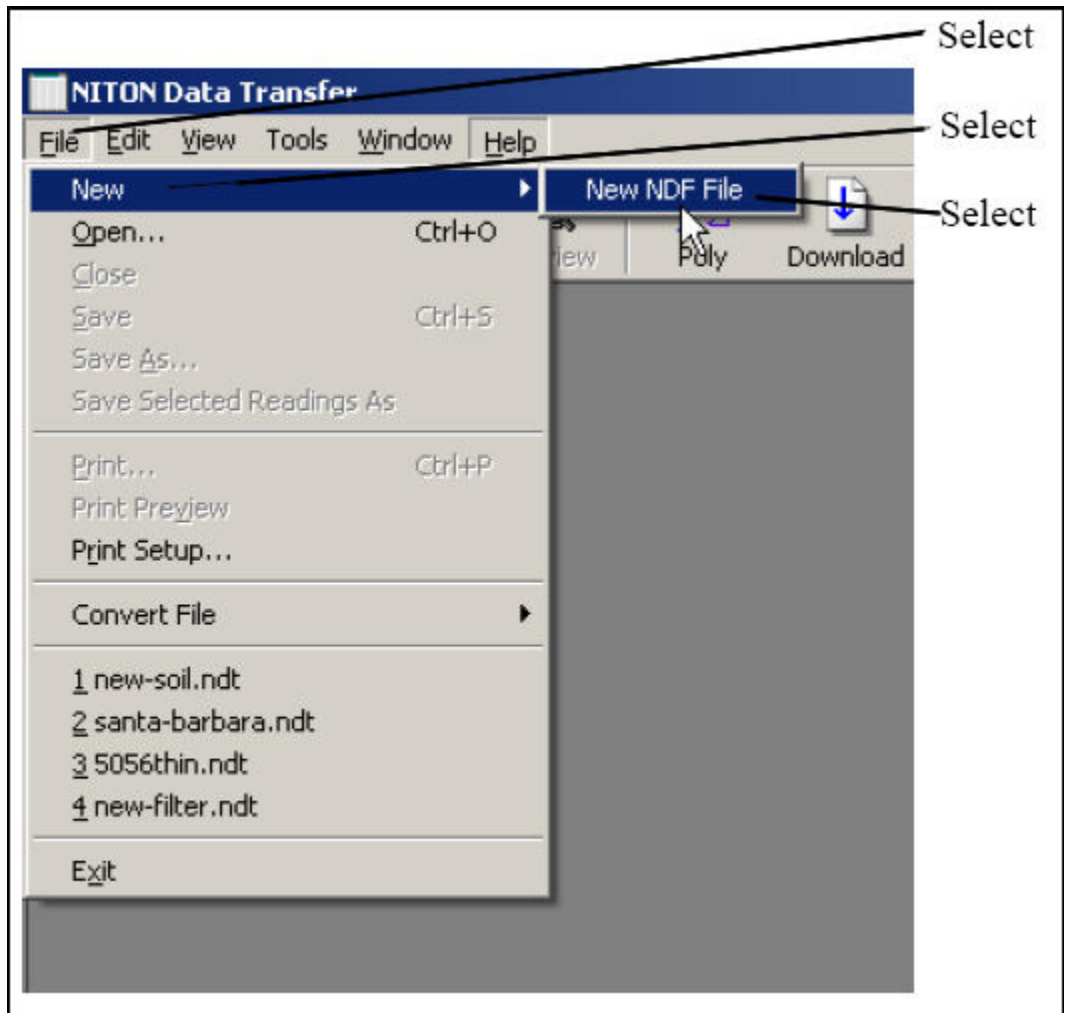 Select
NITON Data Transfer
Select
File Edit View Tools Window Help
New
New NDF File
Select
Open... Ctrl+O
Poly Download
Close
Save Ctrl+S
Save As...
Save Selected Readings As
Print... Ctrl+P
Print Preview
Print Setup...
Convert File
1 new-soil.ndt
2 santa-barbara.ndt
3 5056thin.ndt
4 new-filter.ndt
Exit